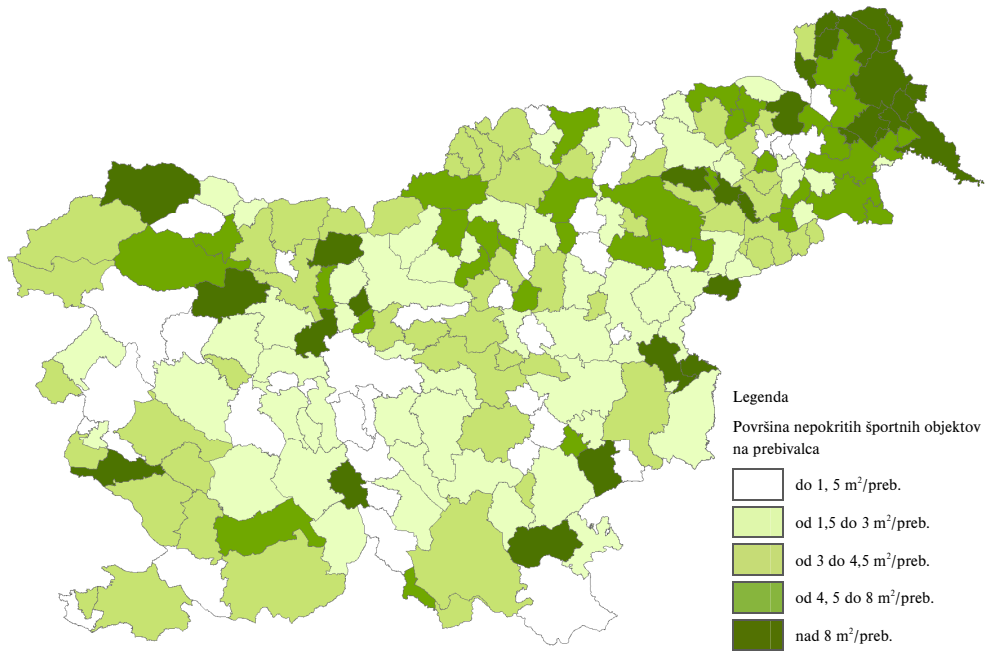 Legenda
Površina nepokritih športnih objektov
na prebivalca
do 1, 5 m²/preb.
od 1,5 do 3 m²/preb.
od 3 do 4,5 m²/preb.
od 4, 5 do 8 m²/preb.
nad 8 m²/preb.